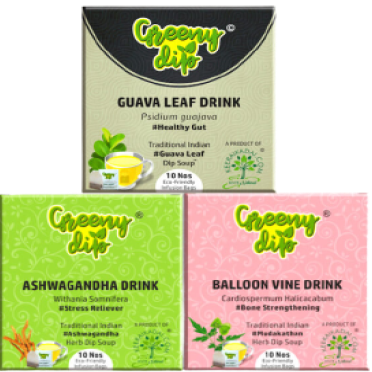 Greeny
dip
©
GUAVA LEAF DRINK
Psidium guajava
#Healthy Gut
Traditional Indian
#Guava Leaf
Dip Soup
A PRODUCT OF
10 Nos
Eco-Friendly
Infusion Bags
Greeny
dip
©
ASHWAGANDHA DRINK
Withania Somnifera
#Stress Reliever
Traditional Indian
#Ashwagandha
Herb Dip Soup
A PRODUCT OF
10 Nos
Eco-Friendly
Infusion Bags
Greeny
dip
©
BALLOON VINE DRINK
Cardiospermum Halicacabum
#Bone Strengthening
Traditional Indian
#Modakathan
Herb Dip Soup
A PRODUCT OF
10 Nos
Eco-Friendly
Infusion Bags